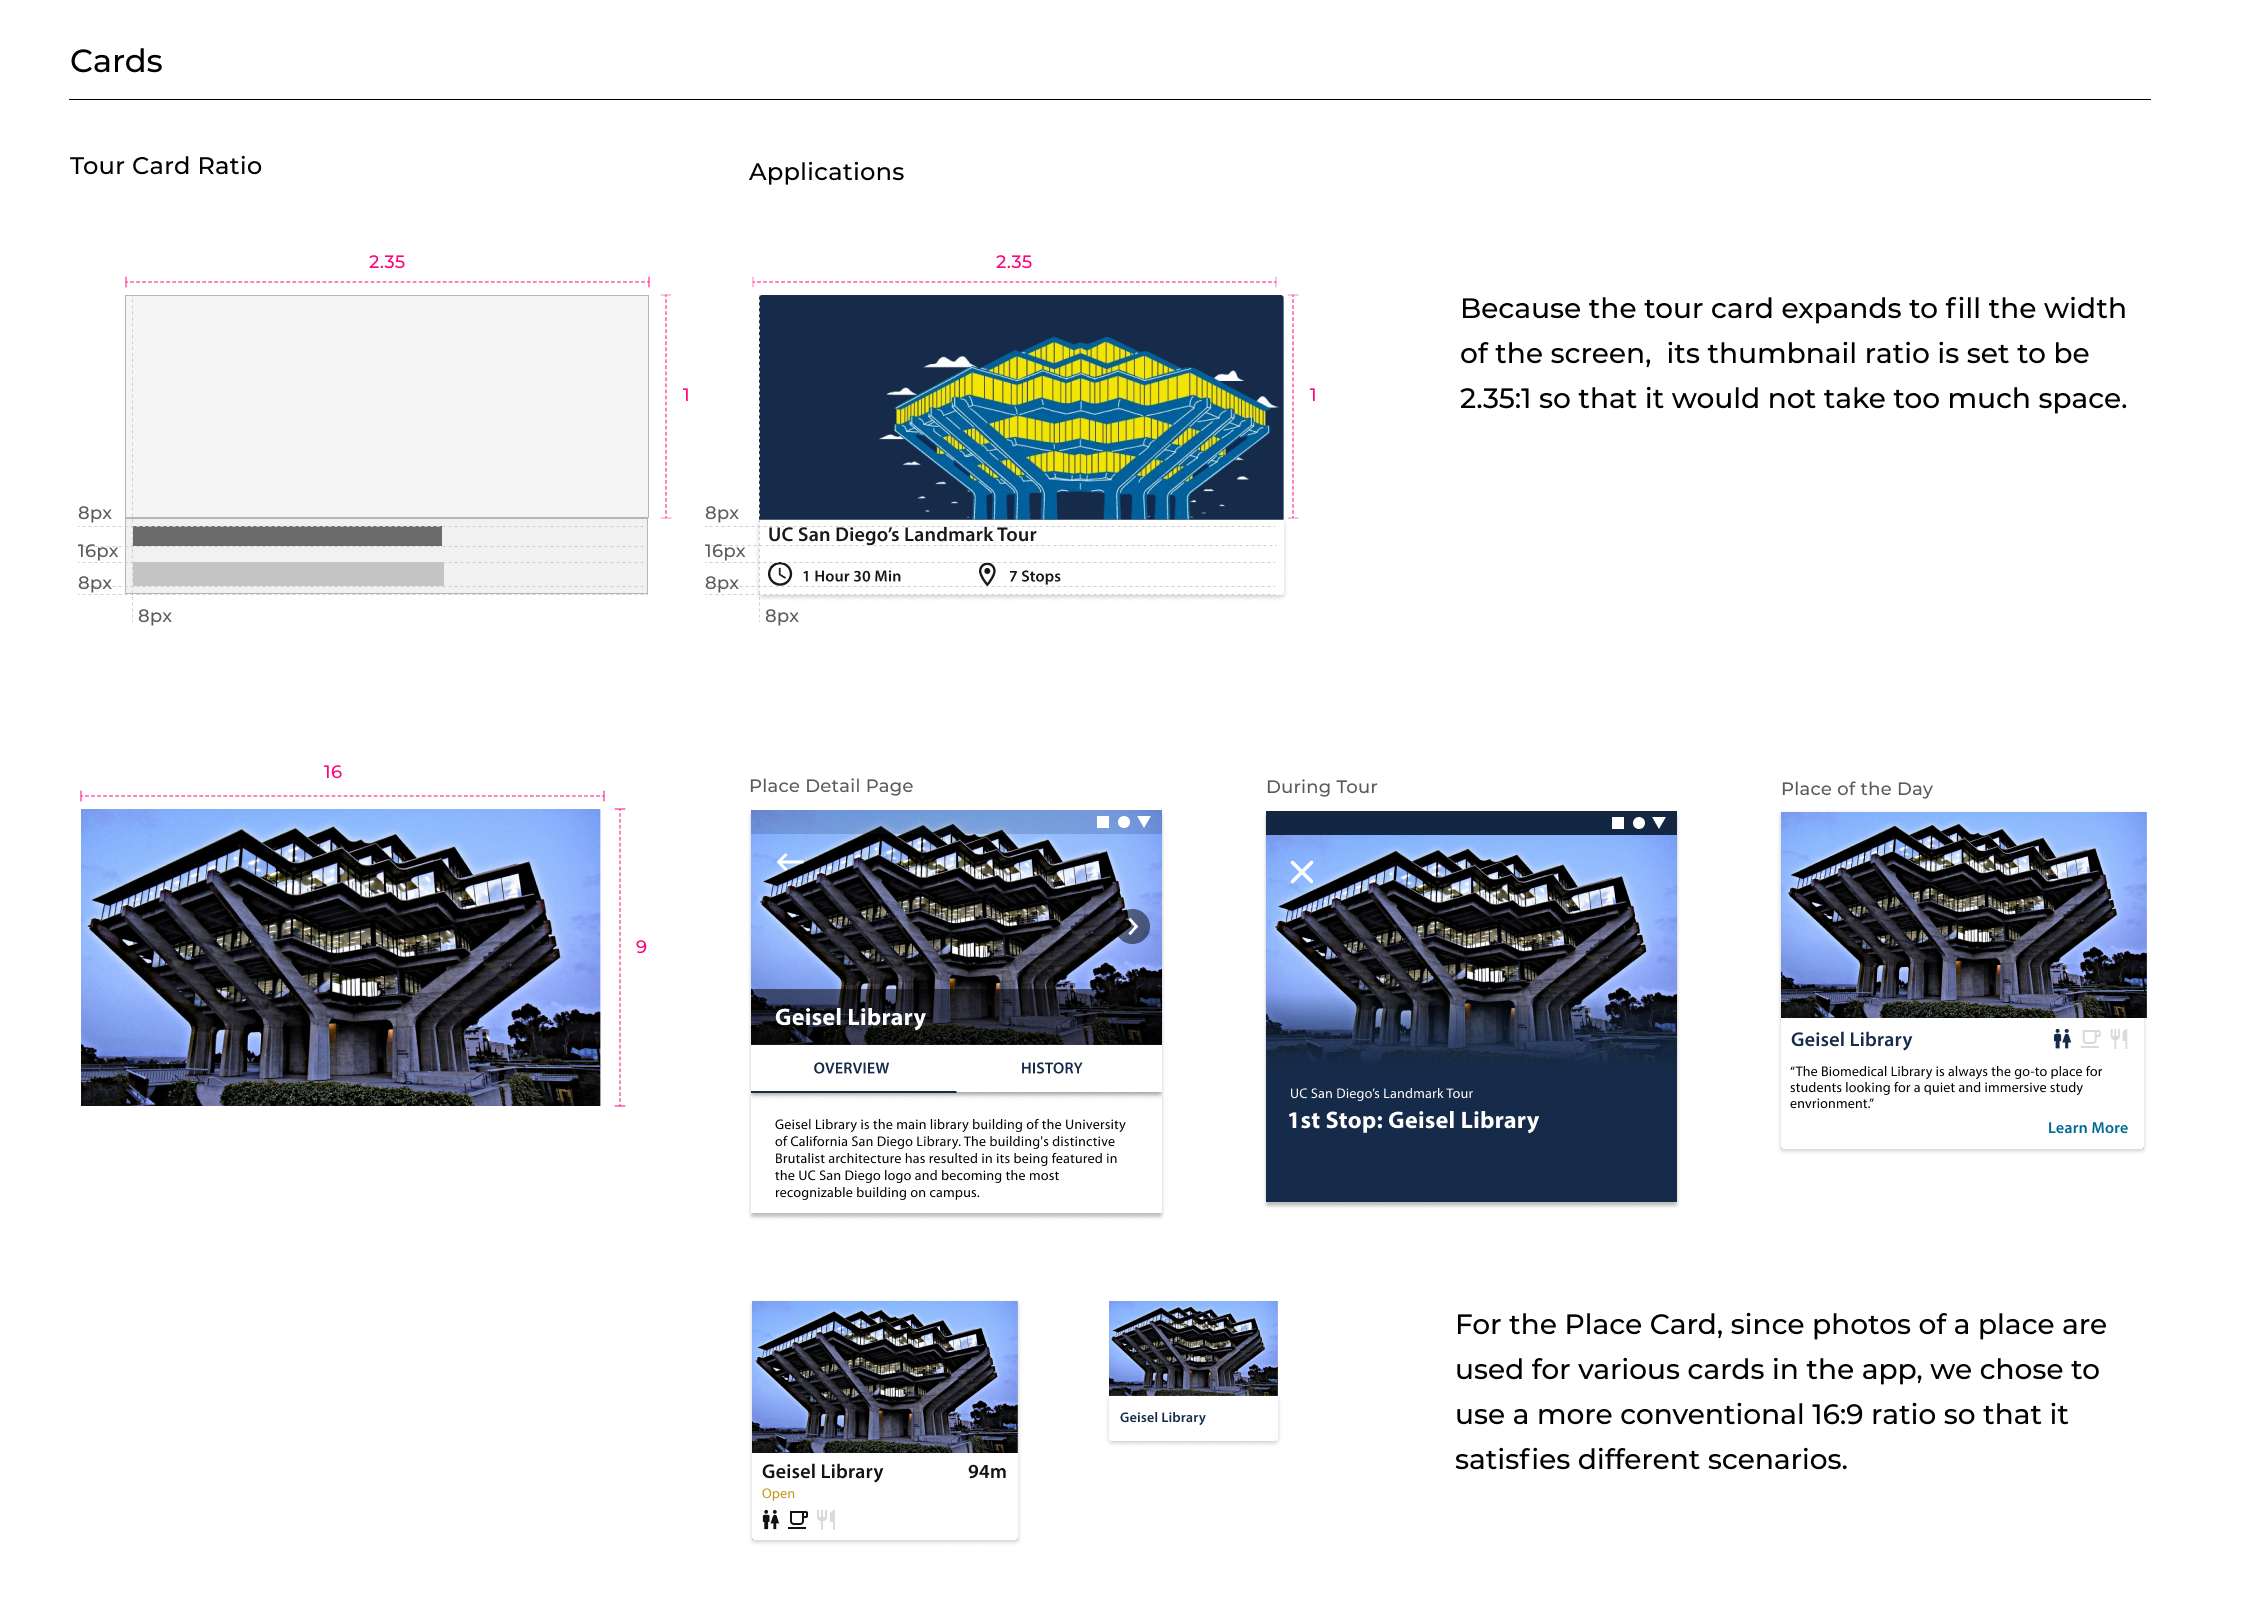 Cards
Tour Card Ratio
Applications
2.35
1
8px
16px
8px
8px
2.35
1
8px
16px
8px
8px
UC San Diego’s Landmark Tour
1 Hour 30 Min
7 Stops
Because the tour card expands to fill the width
of the screen,  its thumbnail ratio is set to be
2.35:1 so that it would not take too much space.
16
9
Place Detail Page
Geisel Library
OVERVIEW
HISTORY
Geisel Library is the main library building of the University
of California San Diego Library. The building's distinctive
Brutalist architecture has resulted in its being featured in
the UC San Diego logo and becoming the most
recognizable building on campus.
During Tour
UC San Diego’s Landmark Tour
1st Stop: Geisel Library
Place of the Day
Geisel Library
“The Biomedical Library is always the go-to place for
students looking for a quiet and immersive study
envrionment.”
Learn More
Geisel Library
94m
Open
Geisel Library
For the Place Card, since photos of a place are
used for various cards in the app, we chose to
use a more conventional 16:9 ratio so that it
satisfies different scenarios.